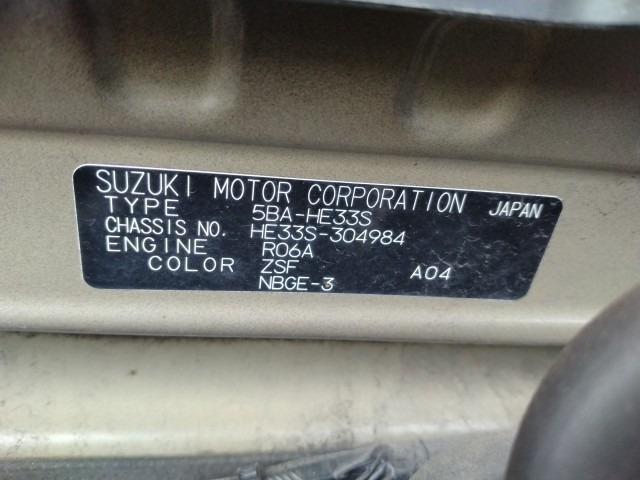 SUZUKI MOTOR CORPORATION JAPAN
TYPE 5BA-HE33S
CHASSIS NO. HE33S-304984
ENGINE R06A
COLOR ZSF A04
NBGE-3